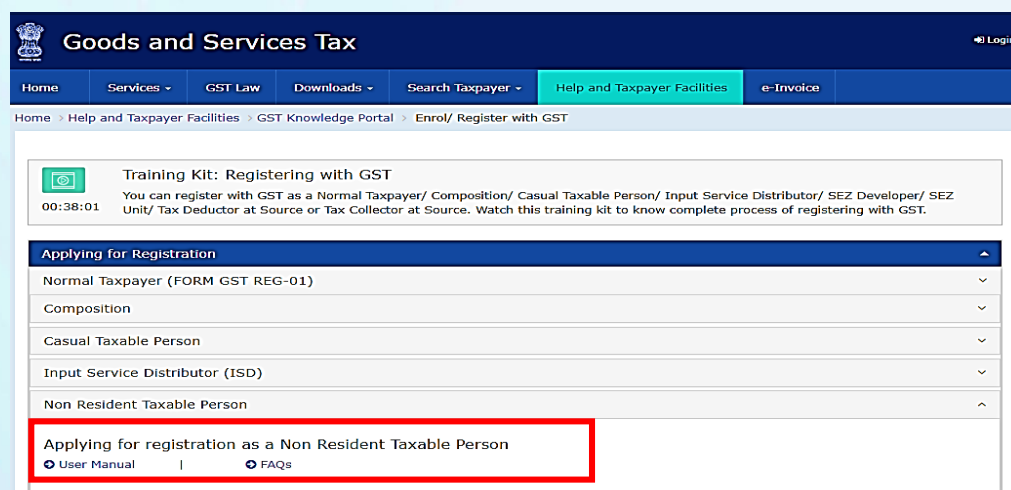 Goods and Services Tax
Login
Home Services GST Law Downloads Search Taxpayer Help and Taxpayer Facilities e-Invoice
Home > Help and Taxpayer Facilities > GST Knowledge Portal > Enrol/ Register with GST
Training Kit: Registering with GST
You can register with GST as a Normal Taxpayer/ Composition/ Casual Taxable Person/ Input Service Distributor/ SEZ Developer/ SEZ
00:38:01 Unit/ Tax Deductor at Source or Tax Collector at Source. Watch this training kit to know complete process of registering with GST.
Applying for Registration
Normal Taxpayer (FORM GST REG-01)
Composition
Casual Taxable Person
Input Service Distributor (ISD)
Non Resident Taxable Person
Applying for registration as a Non Resident Taxable Person
User Manual | FAQs